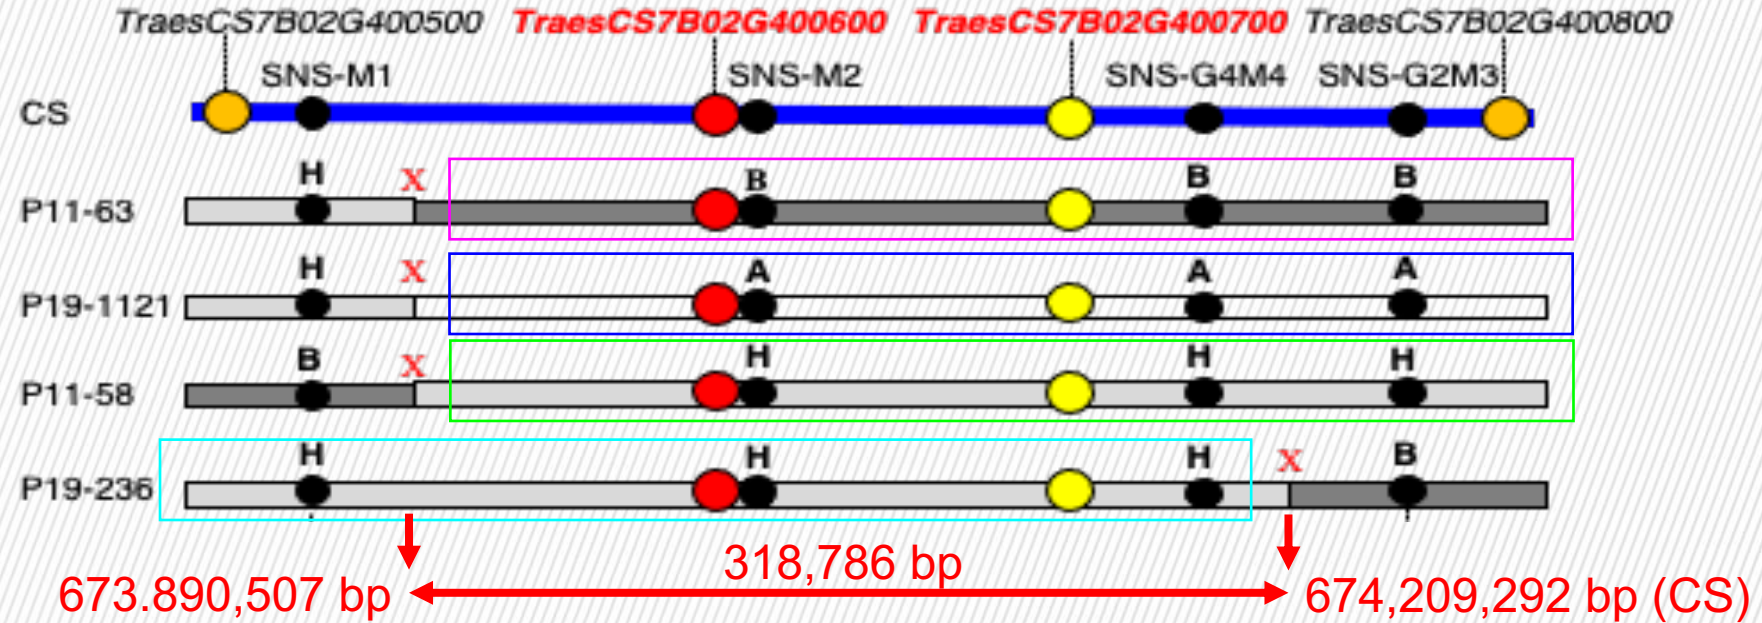 TraesCS7B02G400500 TraesCS7B02G400600 TraesCS7B02G400700 TraesCS7B02G400800
SNS-M1 SNS-M2 SNS-G4M4 SNS-G2M3
CS
H X B B B
P11-63
H X A A A
P19-1121
B X H H H
P11-58
H H H X B
P19-236
318,786 bp
673.890,507 bp 674,209,292 bp (CS)